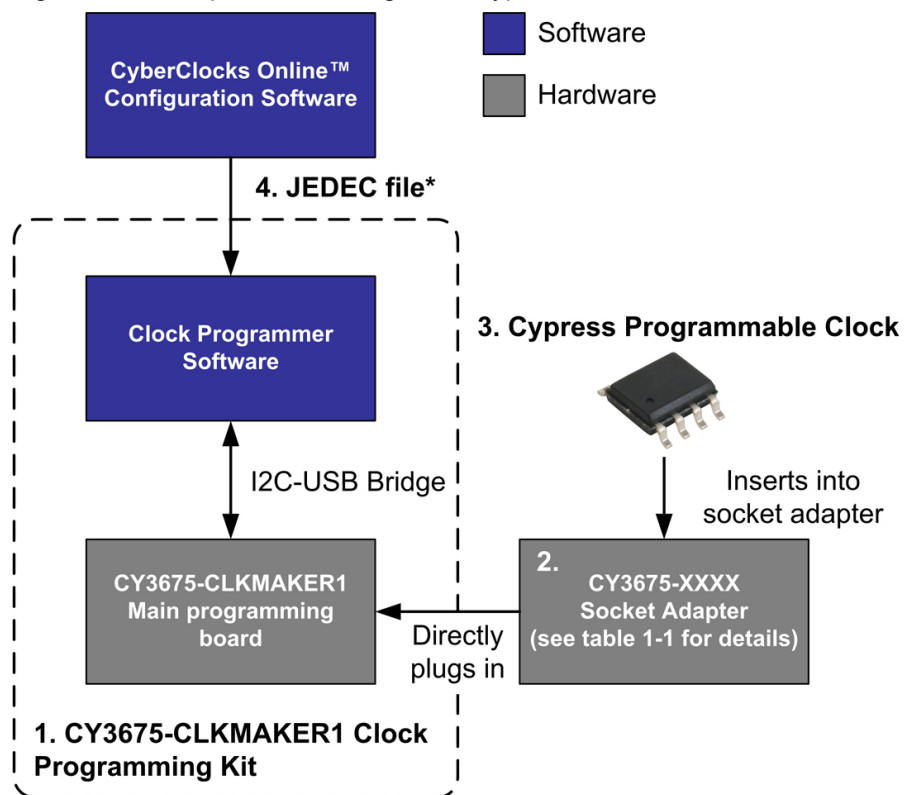 CyberClocks Online™
Configuration Software
Software
Hardware
4. JEDEC file*
Clock Programmer
Software
3. Cypress Programmable Clock
I2C-USB Bridge
Inserts into
socket adapter
CY3675-CLKMAKER1
Main programming
board
2.
CY3675-XXXX
Socket Adapter
(see table 1-1 for details)
Directly
plugs in
1. CY3675-CLKMAKER1 Clock
Programming Kit